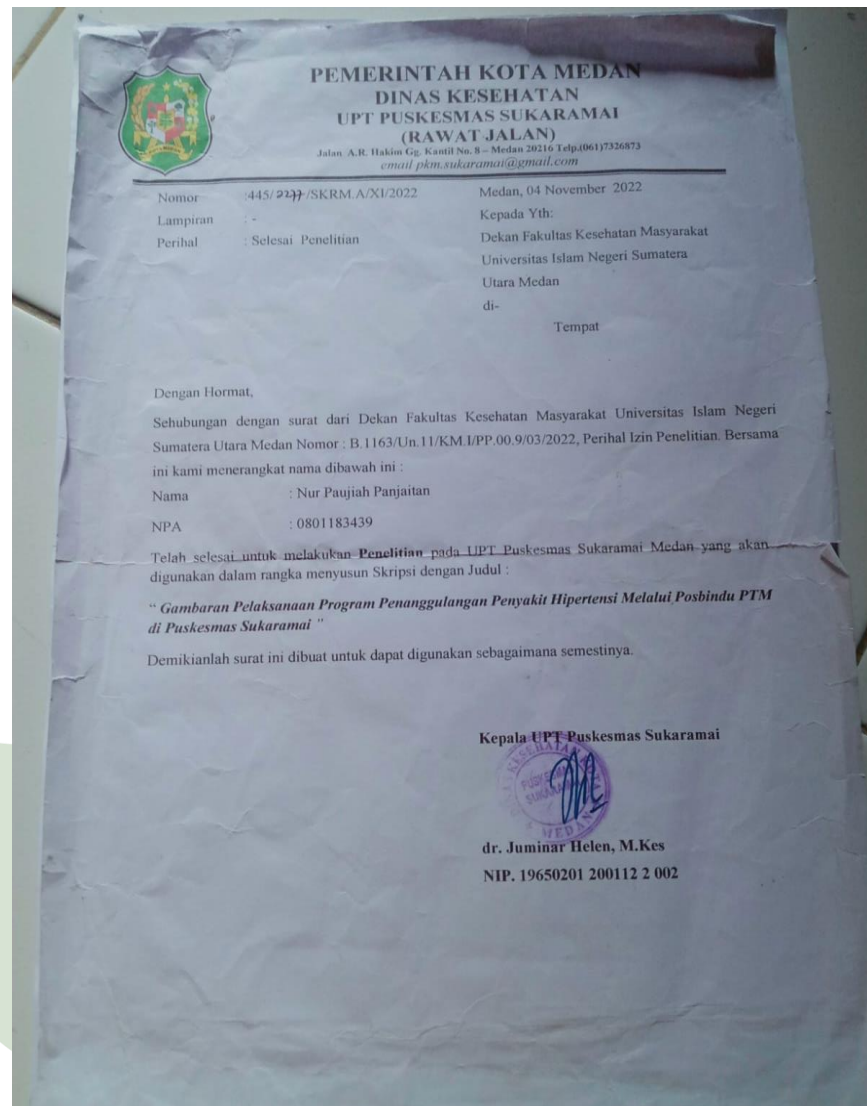 PEMERINTAH KOTA MEDAN
DINAS KESEHATAN
UPT PUSKESMAS SUKARAMAI
(RAWAT JALAN)
Jalan A.R. Hakim Gg. Kantil No. 8 – Medan 20216 Telp.(061)7326873
email pkm.sukaramai@gmail.com
Nomor :445/ /SKRM.A/XI/2022
Lampiran : -
Perihal : Selesai Penelitian
Medan, 04 November 2022
Kepada Yth:
Dekan Fakultas Kesehatan Masyarakat
Universitas Islam Negeri Sumatera
Utara Medan
di-
Tempat
Dengan Hormat,
Sehubungan dengan surat dari Dekan Fakultas Kesehatan Masyarakat Universitas Islam Negeri
Sumatera Utara Medan Nomor : B.1163/Un.11/KM.I/PP.00.9/03/2022, Perihal Izin Penelitian. Bersama
ini kami menerangkat nama dibawah ini :
Nama : Nur Paujiah Panjaitan
NPA : 0801183439
Telah selesai untuk melakukan Penelitian pada UPT Puskesmas Sukaramai Medan yang akan
digunakan dalam rangka menyusun Skripsi dengan Judul :
“ Gambaran Pelaksanaan Program Penanggulangan Penyakit Hipertensi Melalui Posbindu PTM
di Puskesmas Sukaramai ”
Demikianlah surat ini dibuat untuk dapat digunakan sebagaimana semestinya.
Kepala UPT Puskesmas Sukaramai
dr. Juminar Helen, M.Kes
NIP. 19650201 200112 2 002